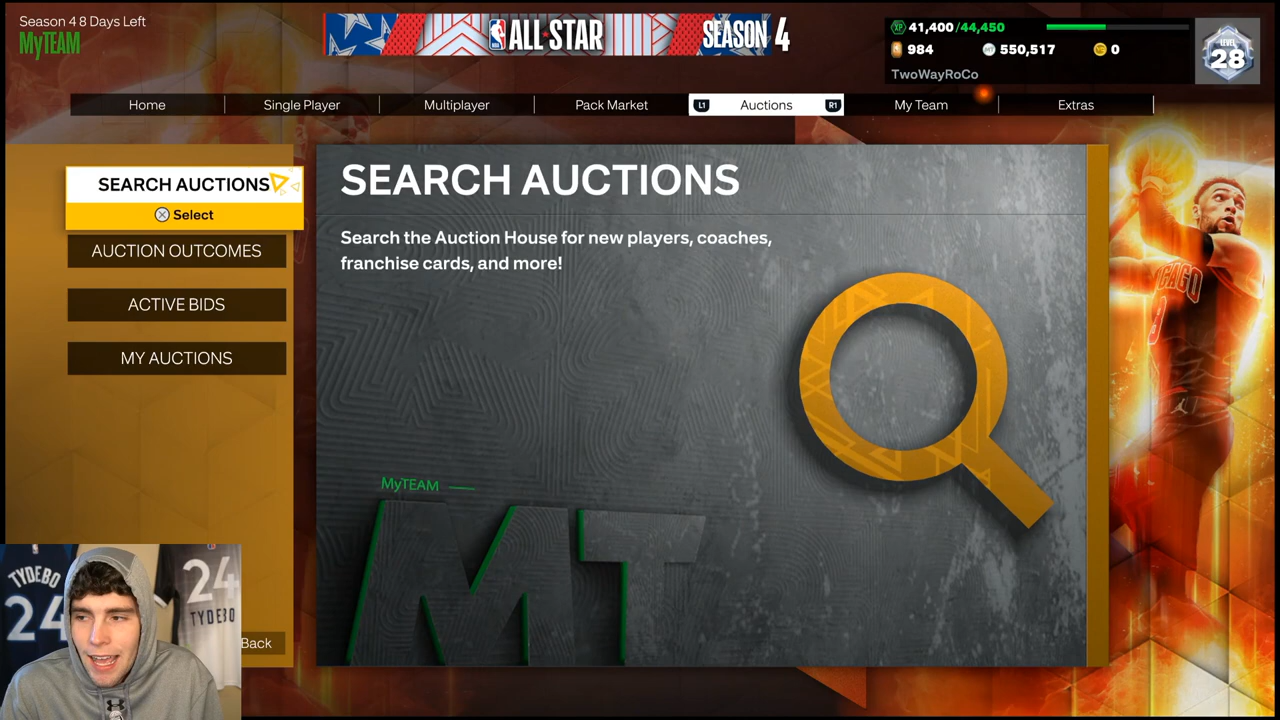 Season 4 8 Days Left
MyTEAM
ALL★STAR
SEASON 4
XP 41,400/44,450
984
MT 550,517
0
TwoWayRoCo
LEVEL
28
Home
Single Player
Multiplayer
Pack Market
L1
Auctions
R1
My Team
Extras
SEARCH AUCTIONS
Select
AUCTION OUTCOMES
ACTIVE BIDS
MY AUCTIONS
Back
SEARCH AUCTIONS
Search the Auction House for new players, coaches,
franchise cards, and more!
MyTEAM
MT
TYDEBO
24
24
TYDEBO